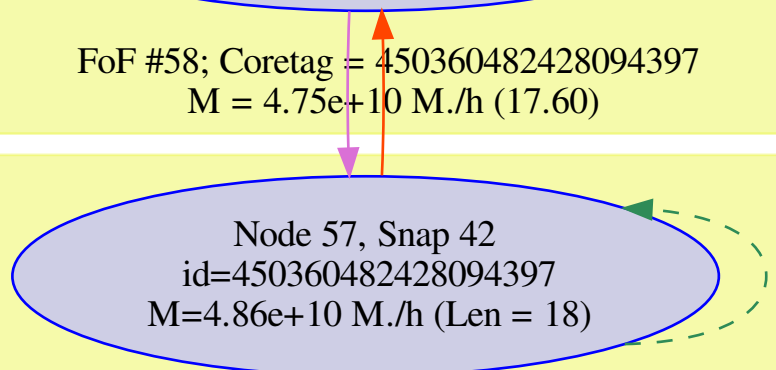 FoF #58; Coretag = 450360482428094397
M = 4.75e+10 M./h (17.60)
Node 57, Snap 42
id=450360482428094397
M=4.86e+10 M./h (Len = 18)